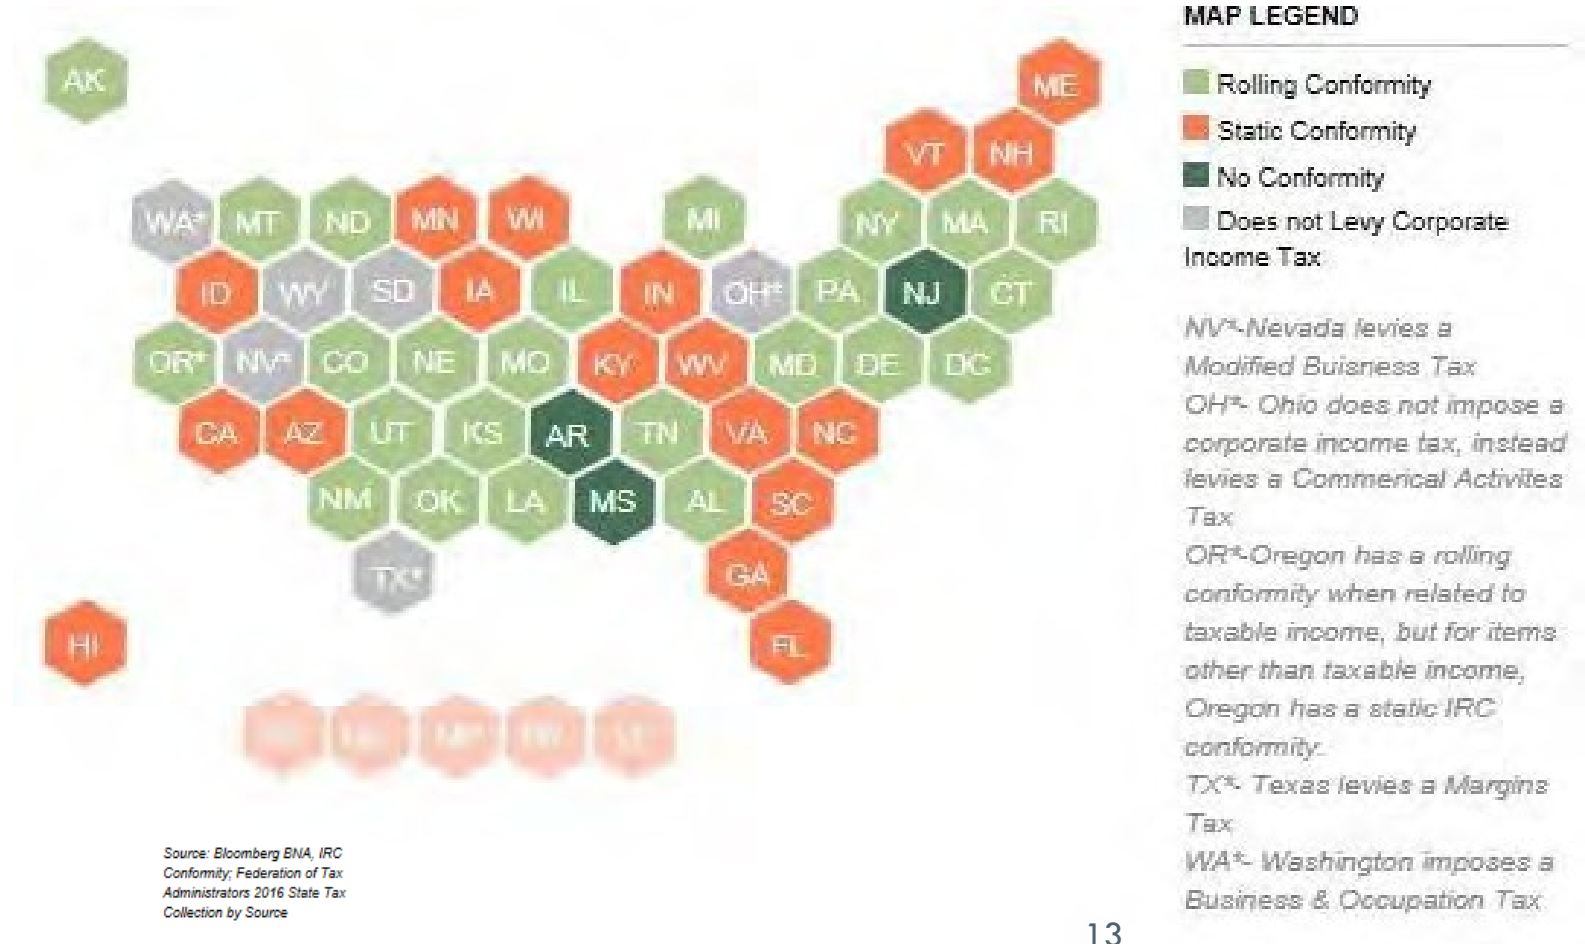 MAP LEGEND
Rolling Conformity
Static Conformity
No Conformity
Does not Levy Corporate
Income Tax
NV*-Nevada levies a
Modified Buisness Tax
OH*- Ohio does not impose a
corporate income tax, instead
levies a Commerical Activites
Tax
OR*-Oregon has a rolling
conformity when related to
taxable income, but for items
other than taxable income,
Oregon has a static IRC
conformity.
TX*- Texas levies a Margins
Tax
WA*- Washington imposes a
Business & Occupation Tax
AK
ME
VT NH
WA* MT ND MN WI MI NY MA RI
ID WY SD IA IL IN OH* PA NJ CT
OR* NV* CO NE MO KY WV MD DE DC
CA AZ UT KS AR TN VA NC
NM OK LA MS AL SC
TX* GA
HI FL
Source: Bloomberg BNA, IRC
Conformity; Federation of Tax
Administrators 2016 State Tax
Collection by Source
13